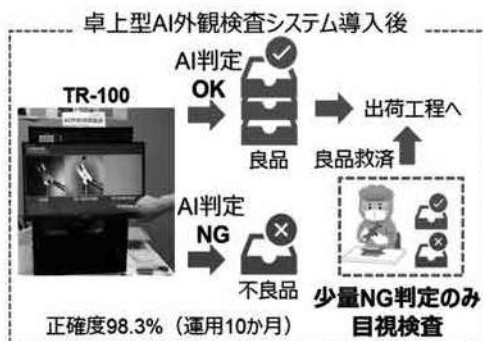 卓上型AI外観検査システム導入後
TR-100
AI判定
OK
良品
出荷工程へ
良品救済
AI判定
NG
不良品
少量NG判定のみ
目視検査
正確度98.3%（運用10か月）